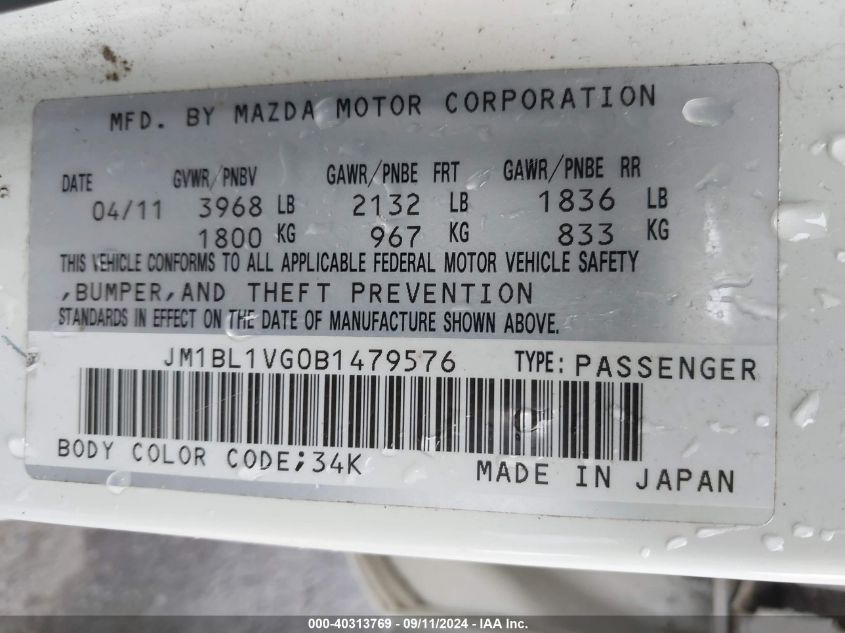 MFD. BY MAZDA MOTOR CORPORATION
DATE GVWR/PNBV GAWR/PNBE FRT GAWR/PNBE RR
04/11 3968 LB 2132 LB 1836 LB
1800 KG 967 KG 833 KG
THIS VEHICLE CONFORMS TO ALL APPLICABLE FEDERAL MOTOR VEHICLE SAFETY
,BUMPER,AND THEFT PREVENTION
STANDARDS IN EFFECT ON THE DATE OF MANUFACTURE SHOWN ABOVE.
JM1BL1VG0B1479576 TYPE: PASSENGER
BODY COLOR CODE;34K MADE IN JAPAN
000-40313769 - 09/11/2024 - IAA Inc.